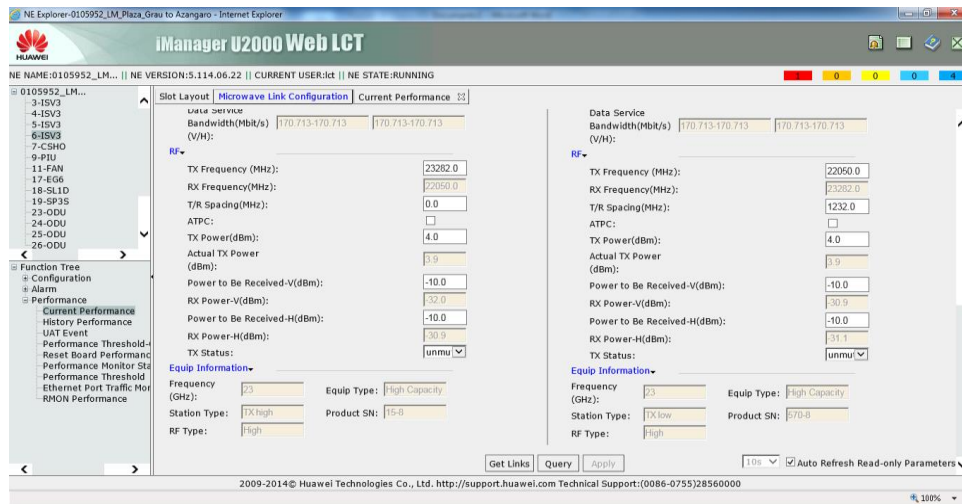 NE Explorer-0105952_LM_Plaza_Grau to Azangaro - Internet Explorer
HUAWEI
iManager U2000 Web LCT
NE NAME:0105952_LM... || NE VERSION:5.114.06.22 || CURRENT USER:lct || NE STATE:RUNNING
0 0 0 4
0105952_LM...
3-ISV3
4-ISV3
5-ISV3
6-ISV3
7-CSHO
9-PIU
11-FAN
17-EG6
18-SL1D
19-SP3S
23-ODU
24-ODU
25-ODU
26-ODU
Function Tree
Configuration
Alarm
Performance
Current Performance
History Performance
UAT Event
Performance Threshold-
Reset Board Performanc
Performance Monitor Sta
Performance Threshold
Ethernet Port Traffic Mor
RMON Performance
Slot Layout Microwave Link Configuration Current Performance
Data Service
Bandwidth(Mbit/s) 170.713-170.713 170.713-170.713
(V/H):
RF
TX Frequency (MHz): 23282.0
RX Frequency(MHz): 22050.0
T/R Spacing(MHz): 0.0
ATPC:
TX Power(dBm): 4.0
Actual TX Power
(dBm): 3.9
Power to Be Received-V(dBm): -10.0
RX Power-V(dBm): -32.0
Power to Be Received-H(dBm): -10.0
RX Power-H(dBm): -30.9
TX Status: unmu
Equip Information
Frequency
(GHz): 23 Equip Type: High Capacity
Station Type: TX high Product SN: 15-8
RF Type: High
Data Service
Bandwidth(Mbit/s) 170.713-170.713 170.713-170.713
(V/H):
RF
TX Frequency (MHz): 22050.0
RX Frequency(MHz): 23282.0
T/R Spacing(MHz): 1232.0
ATPC:
TX Power(dBm): 4.0
Actual TX Power
(dBm): 3.9
Power to Be Received-V(dBm): -10.0
RX Power-V(dBm): -30.9
Power to Be Received-H(dBm): -10.0
RX Power-H(dBm): -31.1
TX Status: unmu
Equip Information
Frequency
(GHz): 23 Equip Type: High Capacity
Station Type: TX low Product SN: 570-8
RF Type: High
Get Links Query Apply 10s Auto Refresh Read-only Parameters
2009-2014© Huawei Technologies Co., Ltd. http://support.huawei.com Technical Support:(0086-0755)28560000
100%